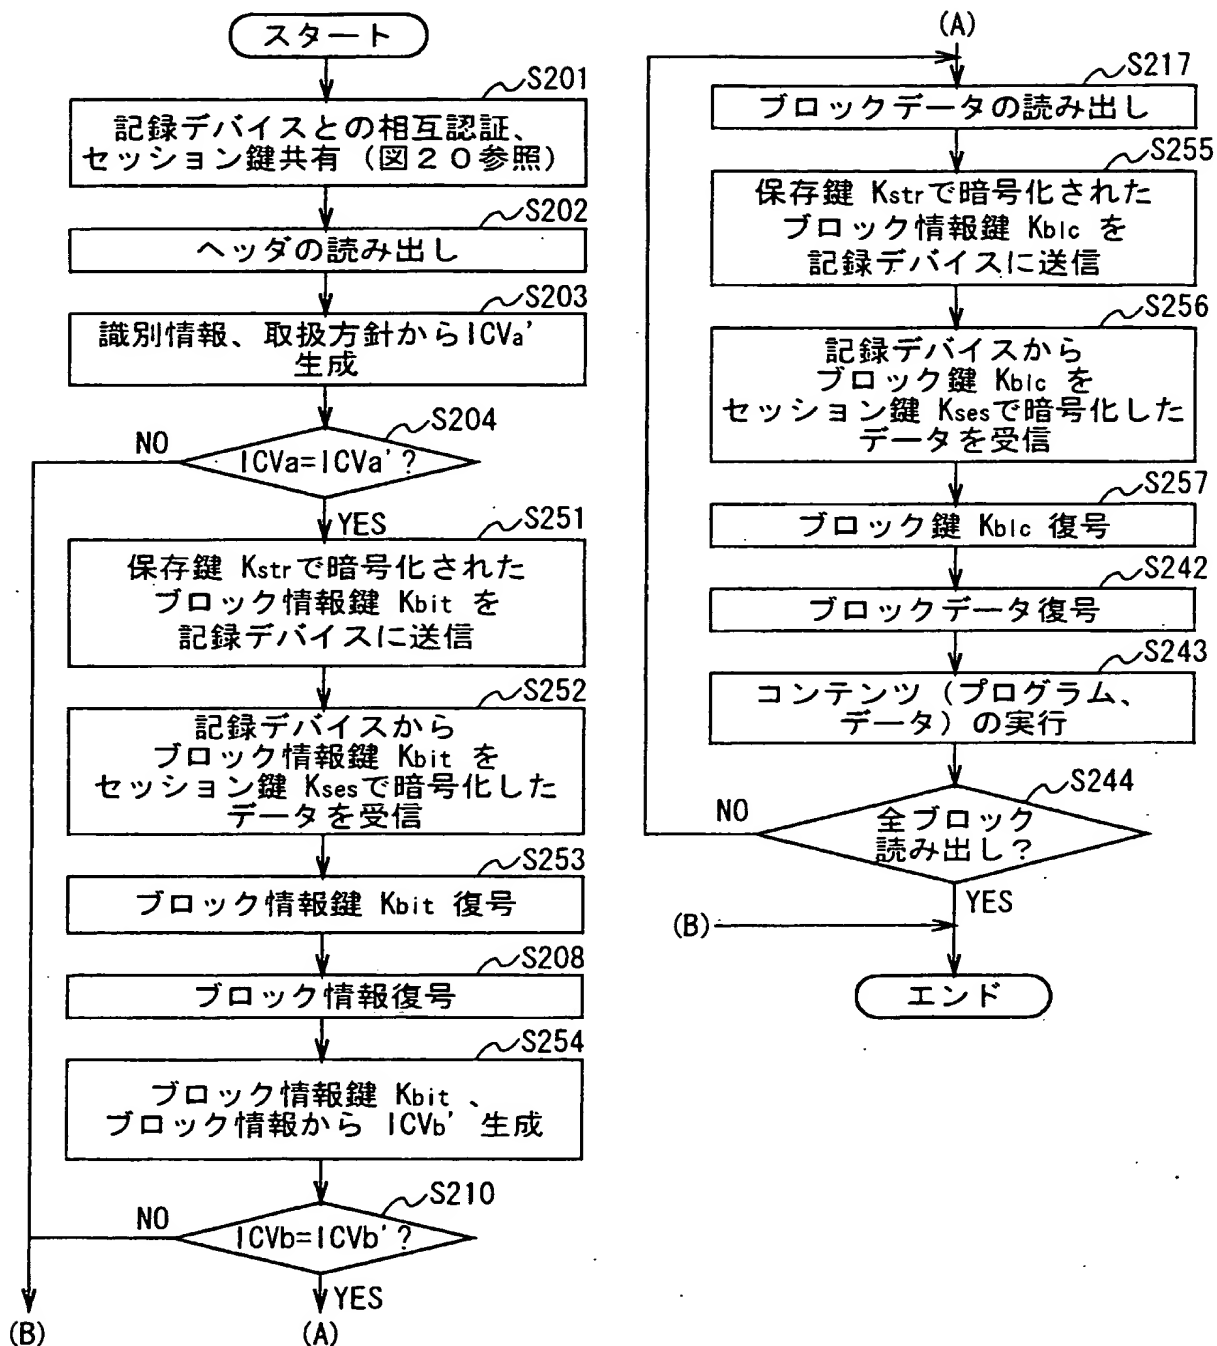 スタート
S201
記録デバイスとの相互認証、
セッション鍵共有（図２０参照）
S202
ヘッダの読み出し
S203
識別情報、取扱方針からICVa'
生成
S204
NO
ICVa=ICVa'?
YES
S251
保存鍵 Kstrで暗号化された
ブロック情報鍵 Kbit を
記録デバイスに送信
S252
記録デバイスから
ブロック情報鍵 Kbit を
セッション鍵 Ksesで暗号化した
データを受信
S253
ブロック情報鍵 Kbit 復号
S208
ブロック情報復号
S254
ブロック情報鍵 Kbit 、
ブロック情報から ICVb' 生成
S210
NO
ICVb=ICVb'?
YES
(B)
(A)
(A)
S217
ブロックデータの読み出し
S255
保存鍵 Kstrで暗号化された
ブロック情報鍵 Kblc を
記録デバイスに送信
S256
記録デバイスから
ブロック鍵 Kblc を
セッション鍵 Ksesで暗号化した
データを受信
S257
ブロック鍵 Kblc 復号
S242
ブロックデータ復号
S243
コンテンツ（プログラム、
データ）の実行
S244
NO
全ブロック
読み出し？
YES
(B)
エンド